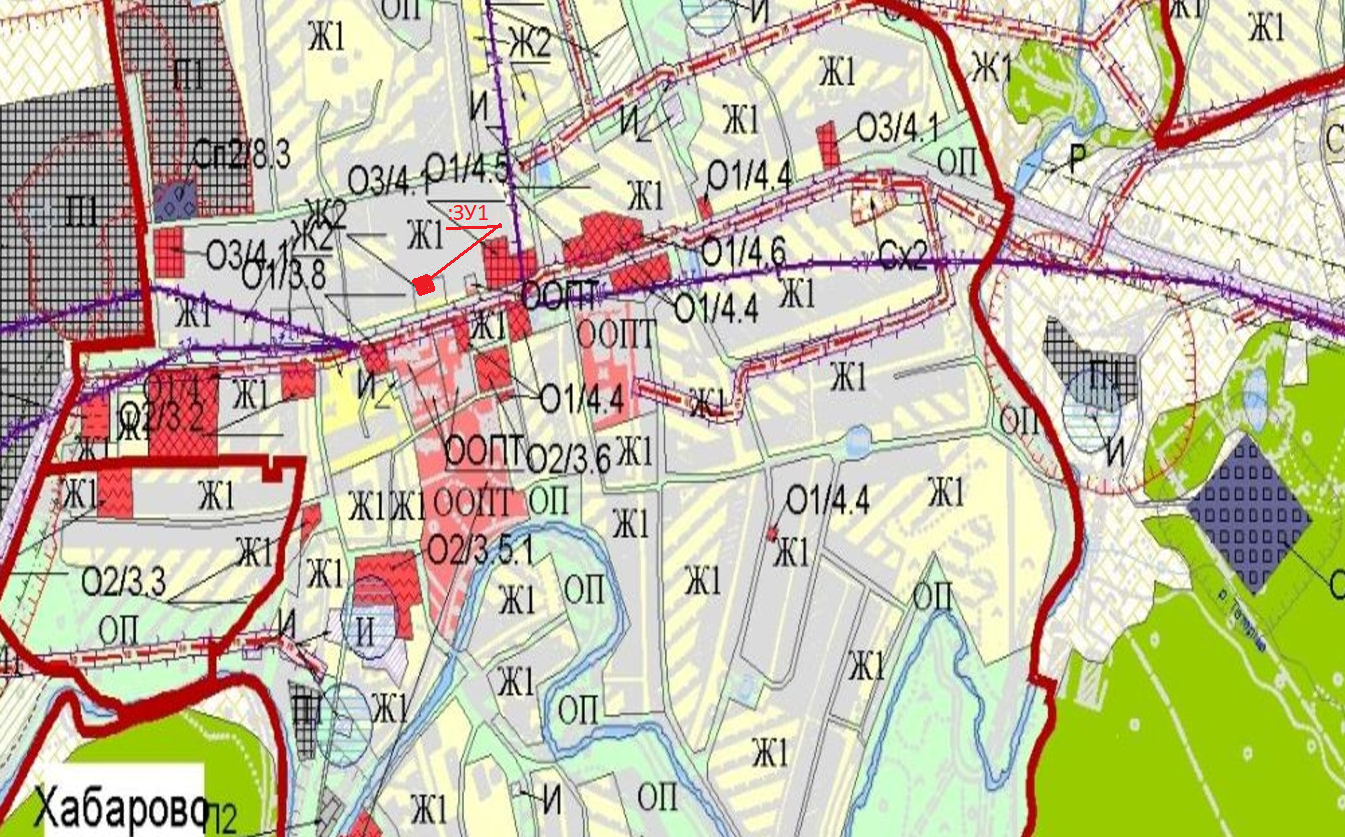 ОП
И
Ж1
Ж1
Ж2
Ж1
Ж1
П1
И
И
Ж1
О3/4.1
С
Сп2/8.3
О3/4.1
О1/4.5
О1/4.4
ОП
Р
П1
Ж2
Ж2
Ж1
:ЗУ1
Ж1
О3/4.1
О1/3.8
О1/4.6
Сх2
ООПТ
Ж1
О1/4.4
Ж1
Ж1
ООПТ
И
Ж1
П1
Ж1
О2/3.2
Ж1
О1/4.4
Ж1
ОП
Ж1
ООПТ
О2/3.6
Ж1
И
Ж1
Ж1
Ж1
Ж1
ООПТ
ОП
О1/4.4
Ж1
Ж1
Ж1
О2/3.5.1
Ж1
О2/3.3
Ж1
Ж1
ОП
Ж1
ОП
О
ОП
И
И
Ж1
Ж1
Ж1
ОП
Ж1
Ж1
И
ОП
Хабарово
П2
Ж1